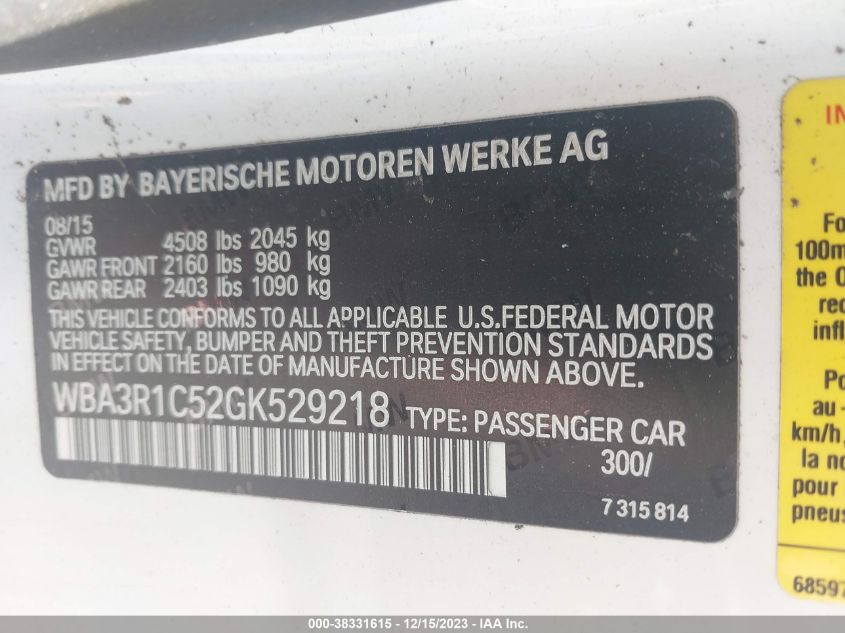 MFD BY BAYERISCHE MOTOREN WERKE AG
08/15
GVWR 4508 lbs 2045 kg
GAWR FRONT 2160 lbs 980 kg
GAWR REAR 2403 lbs 1090 kg
THIS VEHICLE CONFORMS TO ALL APPLICABLE U.S.FEDERAL MOTOR
VEHICLE SAFETY, BUMPER AND THEFT PREVENTION STANDARDS
IN EFFECT ON THE DATE OF MANUFACTURE SHOWN ABOVE.
WBA3R1C52GK529218 TYPE: PASSENGER CAR
300/
7 315 814
IN
Fo
100m
the O
rec
infl
Po
au -
km/h,
la no
pour
pneus
68597
000-38331615 - 12/15/2023 - IAA Inc.